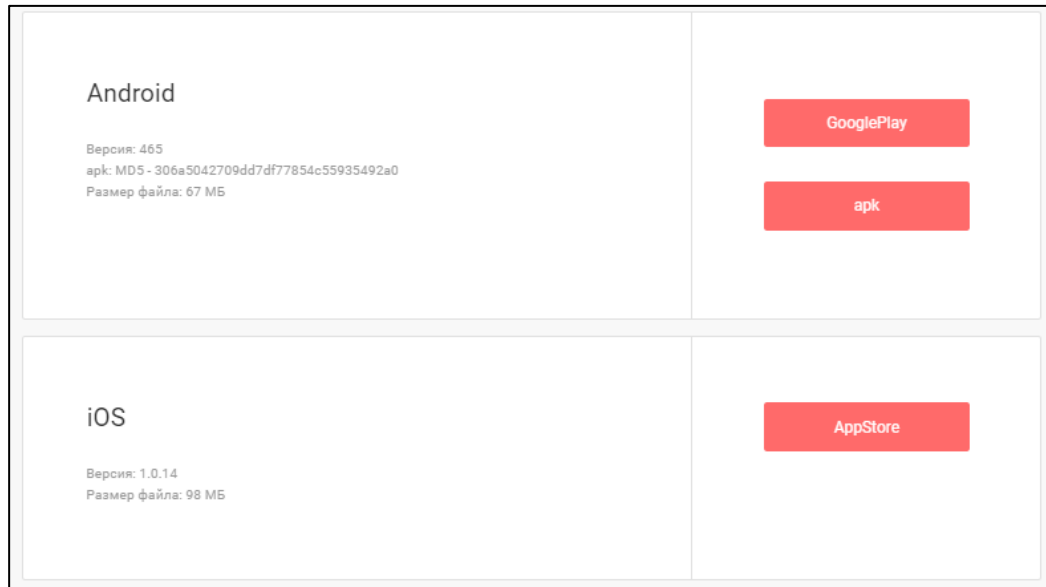 Android
Версия: 465
apk: MD5 - 306a5042709dd7df77854c55935492a0
Размер файла: 67 МБ
GooglePlay
apk
iOS
Версия: 1.0.14
Размер файла: 98 МБ
AppStore